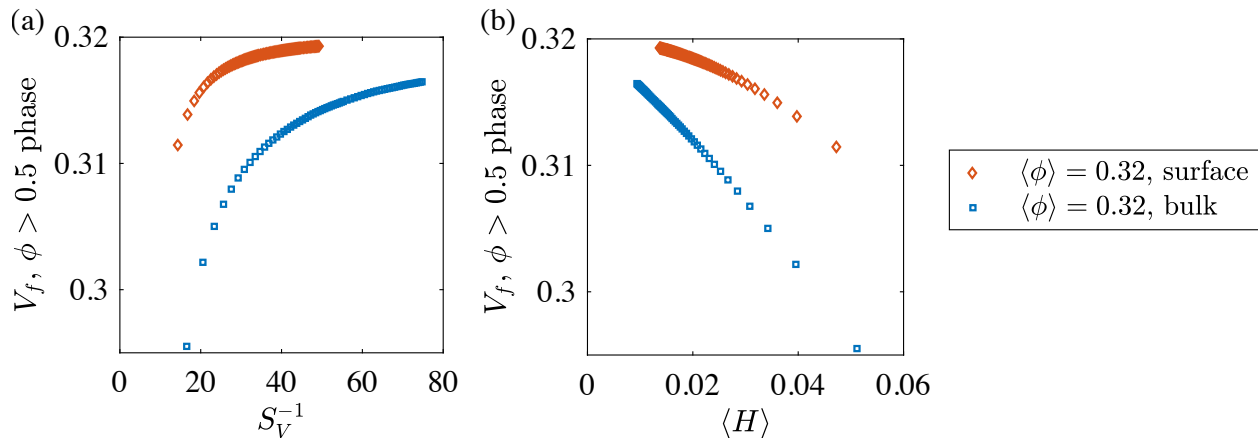 (a)
0.32
0.31
0.3
V_f, ϕ > 0.5 phase
0 20 40 60 80
S_V^{-1}
(b)
0.32
0.31
0.3
V_f, ϕ > 0.5 phase
0 0.02 0.04 0.06
⟨H⟩
⟨ϕ⟩ = 0.32, surface
⟨ϕ⟩ = 0.32, bulk